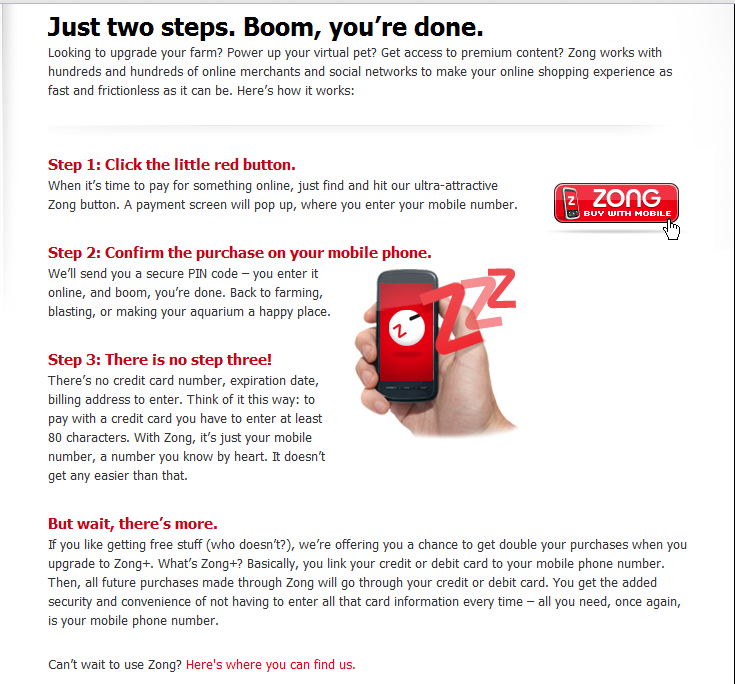 Just two steps. Boom, you’re done.
Looking to upgrade your farm? Power up your virtual pet? Get access to premium content? Zong works with
hundreds and hundreds of online merchants and social networks to make your online shopping experience as
fast and frictionless as it can be. Here’s how it works:
Step 1: Click the little red button.
When it’s time to pay for something online, just find and hit our ultra-attractive
Zong button. A payment screen will pop up, where you enter your mobile number.
Z
ZONG
BUY WITH MOBILE
Step 2: Confirm the purchase on your mobile phone.
We’ll send you a secure PIN code – you enter it
online, and boom, you’re done. Back to farming,
blasting, or making your aquarium a happy place.
Z
Z Z Z
Step 3: There is no step three!
There’s no credit card number, expiration date,
billing address to enter. Think of it this way: to
pay with a credit card you have to enter at least
80 characters. With Zong, it’s just your mobile
number, a number you know by heart. It doesn’t
get any easier than that.
But wait, there’s more.
If you like getting free stuff (who doesn’t?), we’re offering you a chance to get double your purchases when you
upgrade to Zong+. What’s Zong+? Basically, you link your credit or debit card to your mobile phone number.
Then, all future purchases made through Zong will go through your credit or debit card. You get the added
security and convenience of not having to enter all that card information every time – all you need, once again,
is your mobile phone number.
Can’t wait to use Zong? Here's where you can find us.